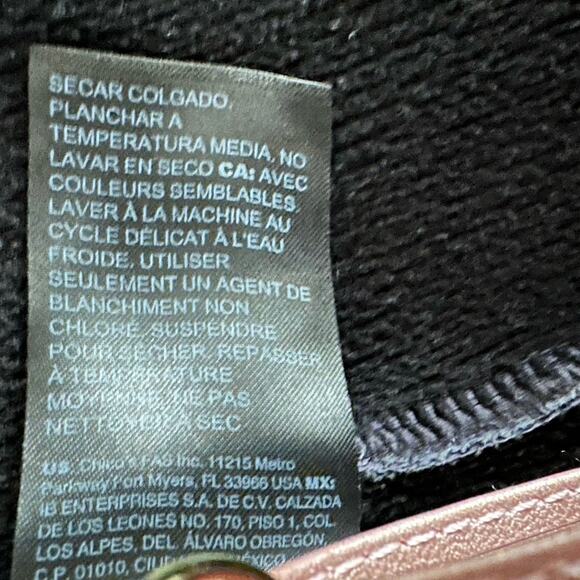 SECAR COLGADO,
PLANCHAR A
TEMPERATURA MEDIA, NO
LAVAR EN SECO CA: AVEC
COULEURS SEMBLABLES,
LAVER À LA MACHINE AU
CYCLE DÉLICAT À L'EAU
FROIDE, UTILISER
SEULEMENT UN AGENT DE
BLANCHIMENT NON
CHLORÉ, SUSPENDRE
POUR SÉCHER, REPASSER
À TEMPÉRATURE
MOYENNE, NE PAS
NETTOYER À SEC
US. Chico's FAS Inc. 11215 Metro
Parkway Fort Myers, FL 33966 USA MX:
IB ENTERPRISES S.A. DE C.V. CALZADA
DE LOS LEONES NO. 170, PISO 1, COL.
LOS ALPES, DEL. ÁLVARO OBREGÓN,
C.P. 01010,